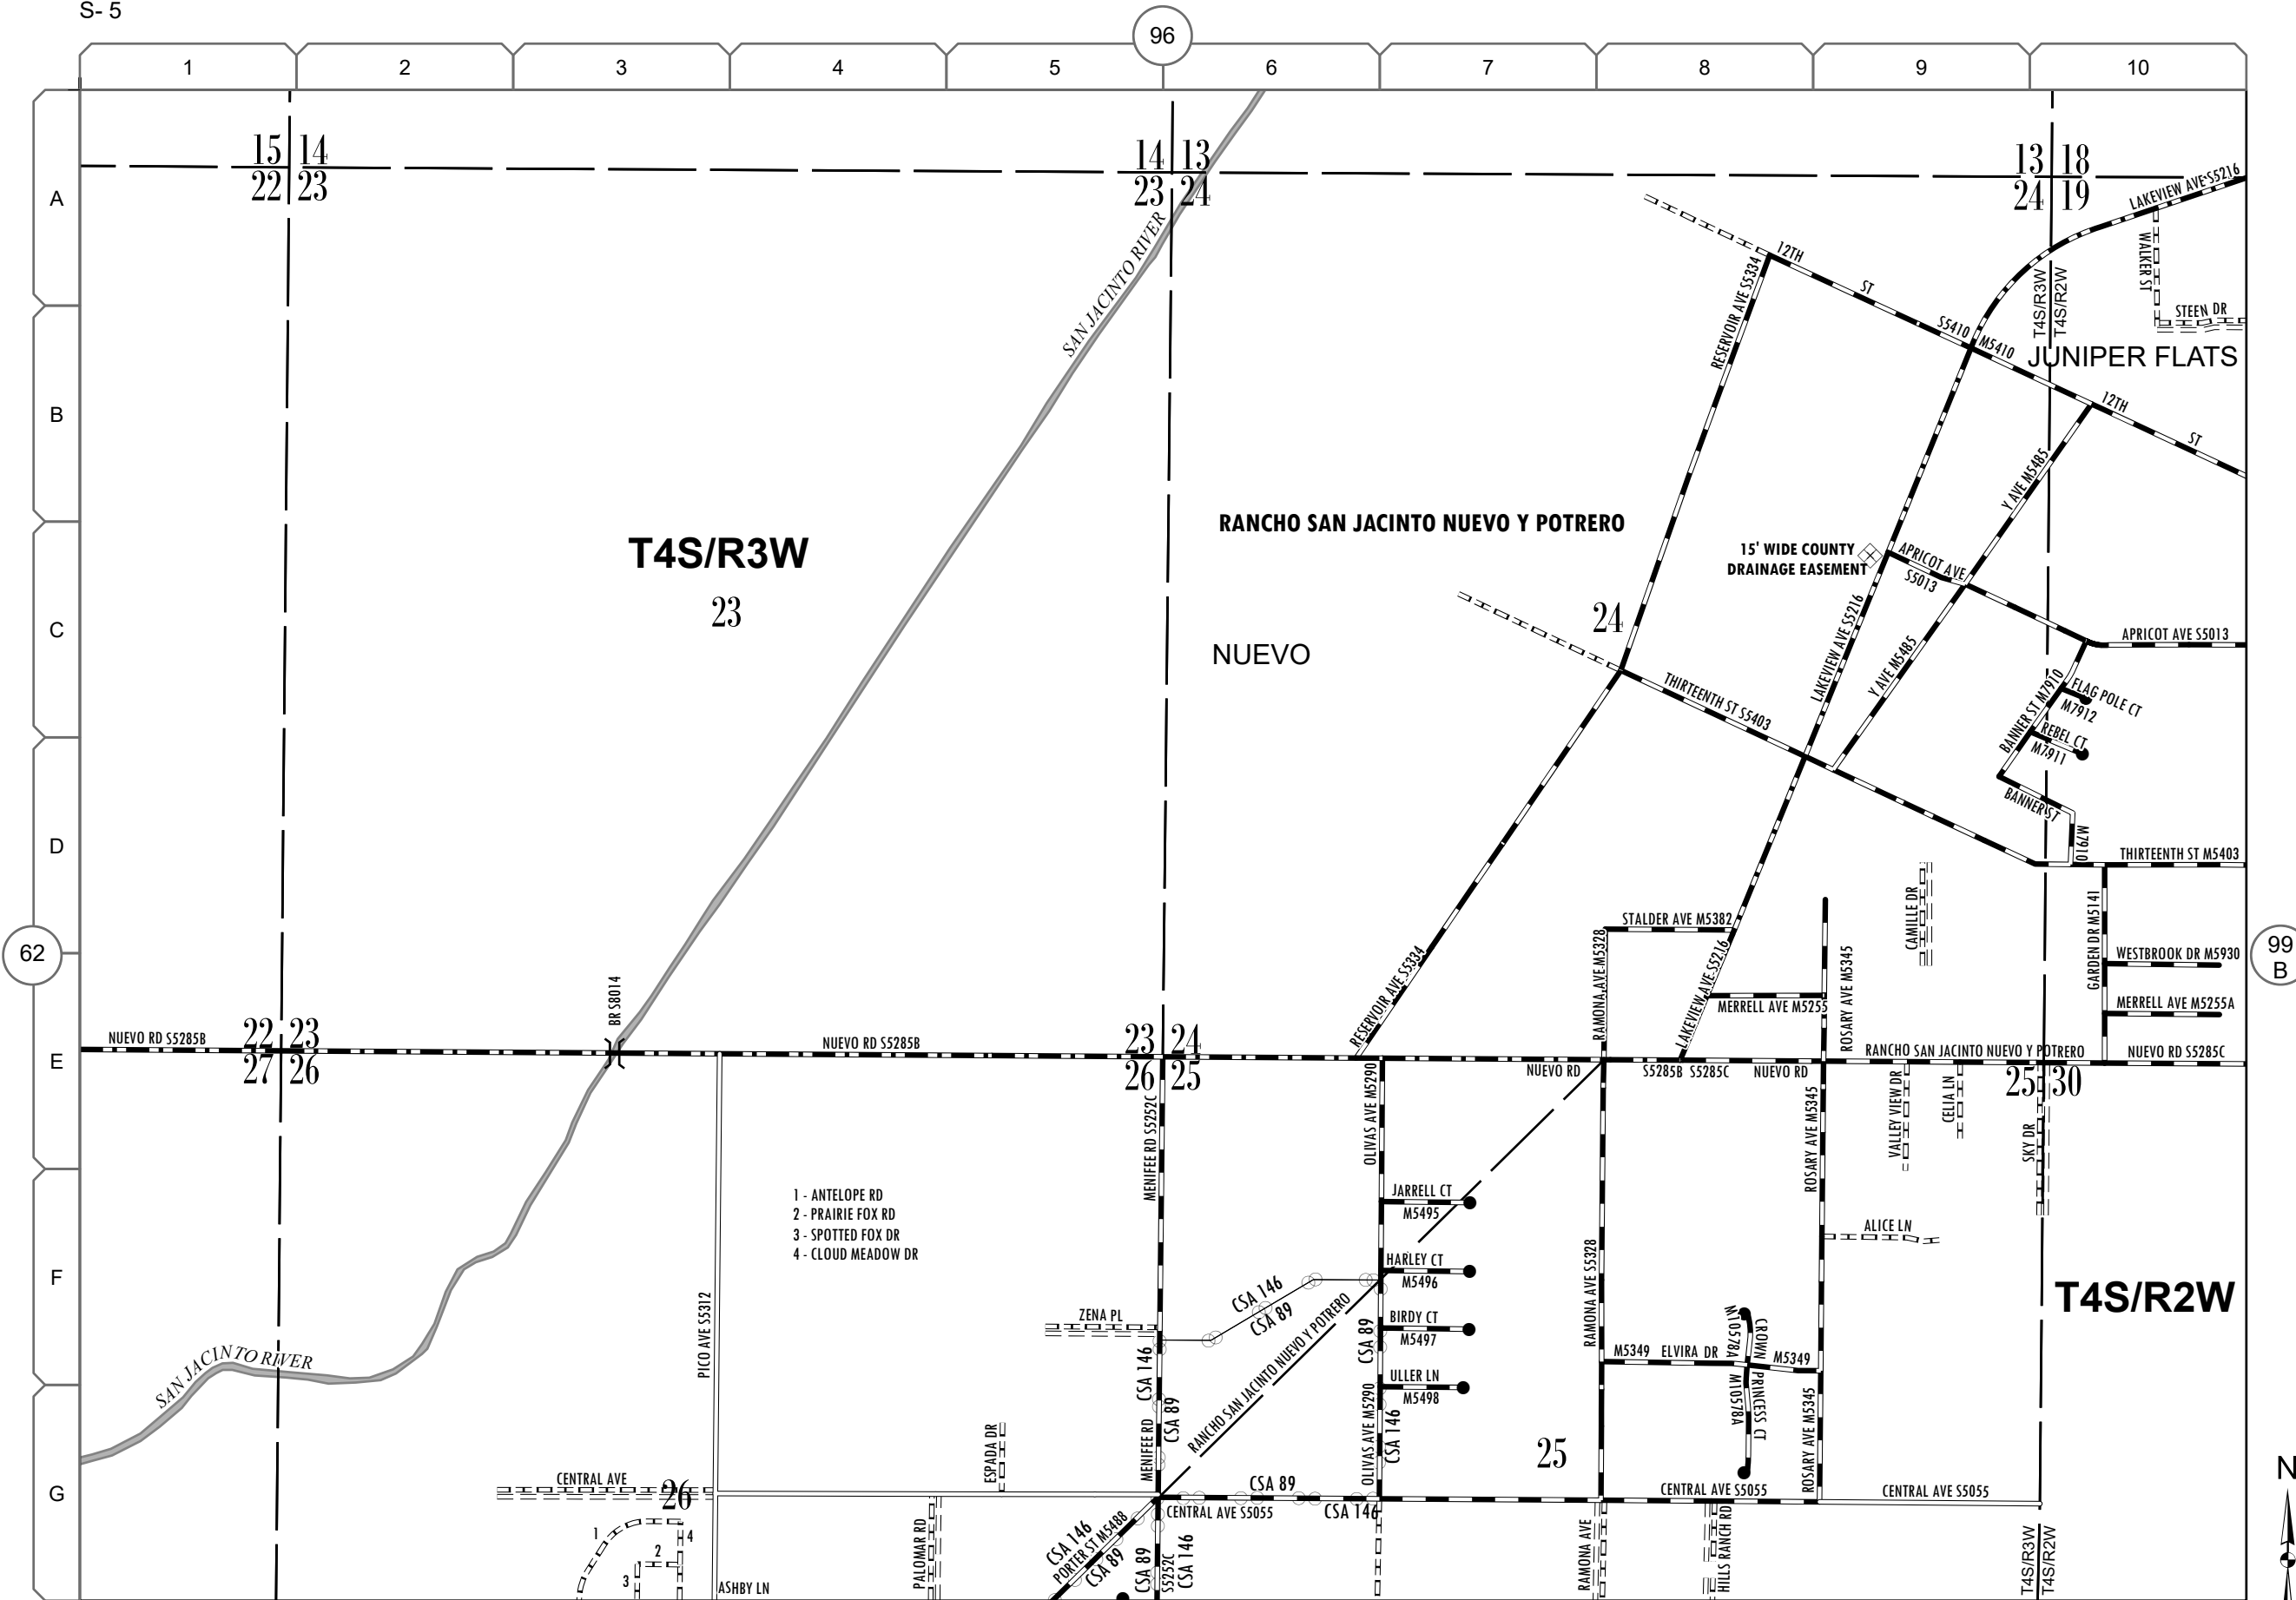 S- 5
96
1 2 3 4 5 6 7 8 9 10
A
B
C
D
E
F
G
62
99
B
15 14
22 23
14 13
23 24
13 18
24 19
LAKEVIEW AVE S5216
WALKER ST
STEEN DR
T4S/R3W
T4S/R2W
JUNIPER FLATS
SAN JACINTO RIVER
12TH
ST
S5410
M5410
12TH
ST
RESERVOIR AVE S5334
Y AVE M5485
RANCHO SAN JACINTO NUEVO Y POTRERO
T4S/R3W
23
15' WIDE COUNTY
DRAINAGE EASEMENT
APRICOT AVE
S5013
24
NUEVO
LAKEVIEW AVE S5216
Y AVE M5485
APRICOT AVE S5013
THIRTEENTH ST S5403
BANNER ST M7910
FLAG POLE CT
M7912
REBEL CT
M7911
BANNER ST
M7910
THIRTEENTH ST M5403
CAMILLE DR
GARDEN DR M5141
STALDER AVE M5382
RAMONA AVE M5328
LAKEVIEW AVE S5216
ROSARY AVE M5345
WESTBROOK DR M5930
MERRELL AVE M5255
MERRELL AVE M5255A
BR S8014
RESERVOIR AVE S5334
NUEVO RD S5285B
22 23
27 26
NUEVO RD S5285B
23 24
26 25
NUEVO RD
S5285B S5285C
NUEVO RD
RANCHO SAN JACINTO NUEVO Y POTRERO
NUEVO RD S5285C
25 30
MENIFEE RD S5252C
OLIVAS AVE M5290
ROSARY AVE M5345
VALLEY VIEW DR
CELIA LN
SKY DR
1 - ANTELOPE RD
2 - PRAIRIE FOX RD
3 - SPOTTED FOX DR
4 - CLOUD MEADOW DR
JARRELL CT
M5495
HARLEY CT
M5496
BIRDY CT
M5497
ULLER LN
M5498
ALICE LN
T4S/R2W
PICO AVE S5312
ZENA PL
CSA 146
CSA 89
RANCHO SAN JACINTO NUEVO Y POTRERO
CSA 89
RAMONA AVE S5328
M5349 ELVIRA DR
M5349
M10578A
CROWN PRINCESS CT
M10578A
SAN JACINTO RIVER
CSA 146
CSA 89
MENIFEE RD
OLIVAS AVE M5290
CSA 146
ROSARY AVE M5345
25
ESPADA DR
CENTRAL AVE
26
CSA 89
CENTRAL AVE S5055
CSA 146
CENTRAL AVE S5055
CENTRAL AVE S5055
1
2
3
4
ASHBY LN
PALOMAR RD
CSA 146
PORTER ST M5488
CSA 89
CSA 89
S5252C
CSA 146
RAMONA AVE
HILLS RANCH RD
T4S/R3W
T4S/R2W
N